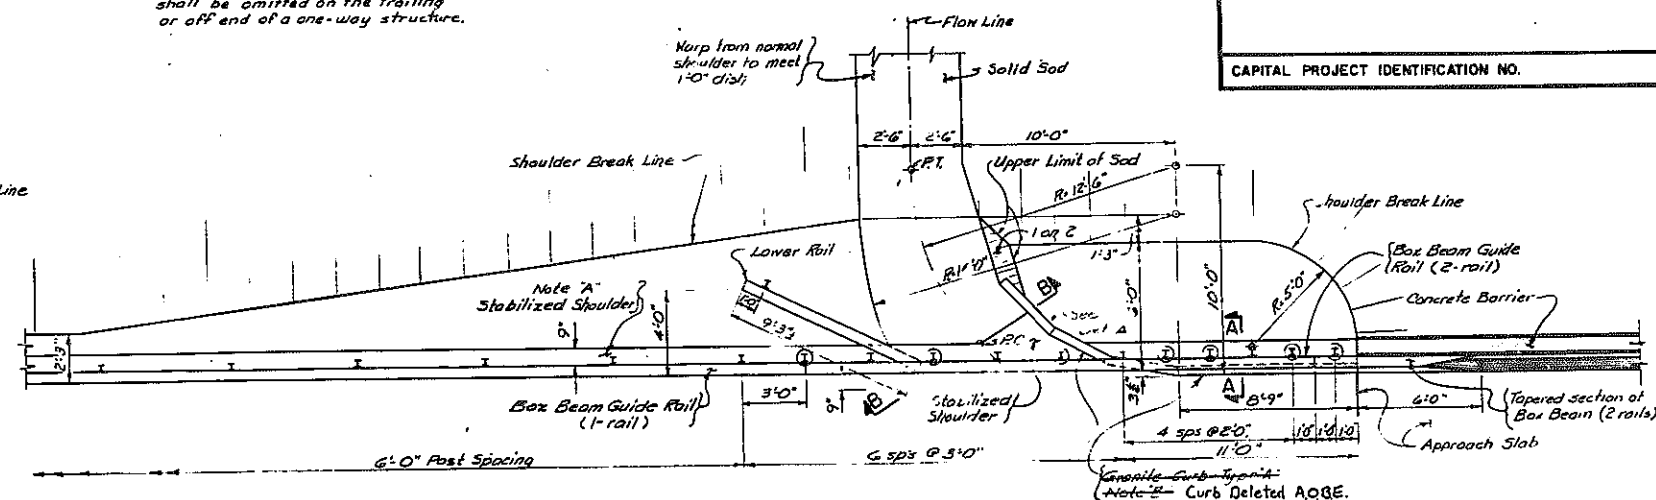 shall be omitted on the trailing
or off end of a one-way structure.
Flow Line
Warp from normal
shoulder to meet
1'-0" dish
Solid Sod
CAPITAL PROJECT IDENTIFICATION NO.
2'-6"
2'-6"
10'-0"
Shoulder Break Line
P.T.
Upper Limit of Sod
R=12'-6"
Line
houlder Break Line
Lower Rail
1 on 2
1'-3"
Box Beam Guide
Rail (2-rail)
Note "A"
Stabilized Shoulder
4'-0"
10'-0"
R=5'-0"
Concrete Barrier
B
See
A
9'-3"
9"
2'-3"
P.C.
A
3'-0"
9"
B
Box Beam Guide Rail
(1-rail)
Stabilized
Shoulder
8'-9"
6'-0"
Tapered section of
Box Beam (2 rails)
4 sps @ 2'-0"
1'-0"
1'-0"
1'-0"
Approach Slab
6'-0" Post Spacing
6 sps @ 3'-0"
11'-0"
Granite Curb Type A
Note B Curb Deleted A.O.B.E.